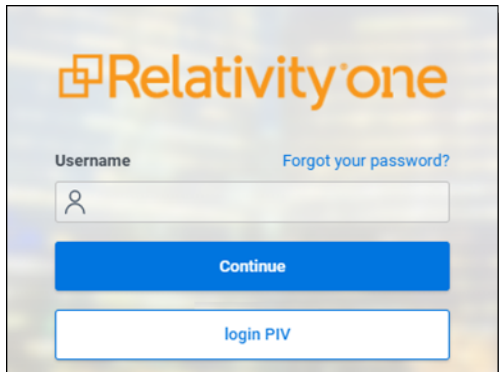 Relativity one
Username Forgot your password?
Continue
login PIV